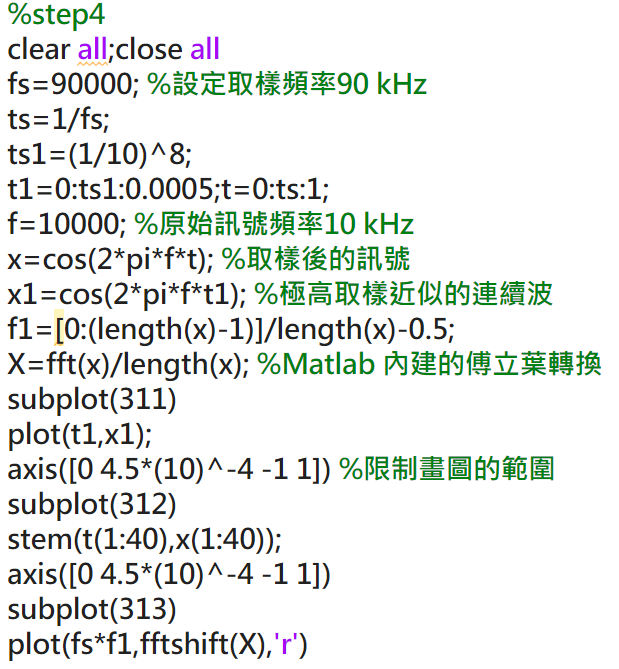 %step4
clear all;close all
fs=90000; %設定取樣頻率90 kHz
ts=1/fs;
ts1=(1/10)^8;
t1=0:ts1:0.0005;t=0:ts:1;
f=10000; %原始訊號頻率10 kHz
x=cos(2*pi*f*t); %取樣後的訊號
x1=cos(2*pi*f*t1); %極高取樣近似的連續波
f1=[0:(length(x)-1)]/length(x)-0.5;
X=fft(x)/length(x); %Matlab 內建的傅立葉轉換
subplot(311)
plot(t1,x1);
axis([0 4.5*(10)^-4 -1 1]) %限制畫圖的範圍
subplot(312)
stem(t(1:40),x(1:40));
axis([0 4.5*(10)^-4 -1 1])
subplot(313)
plot(fs*f1,fftshift(X),'r')